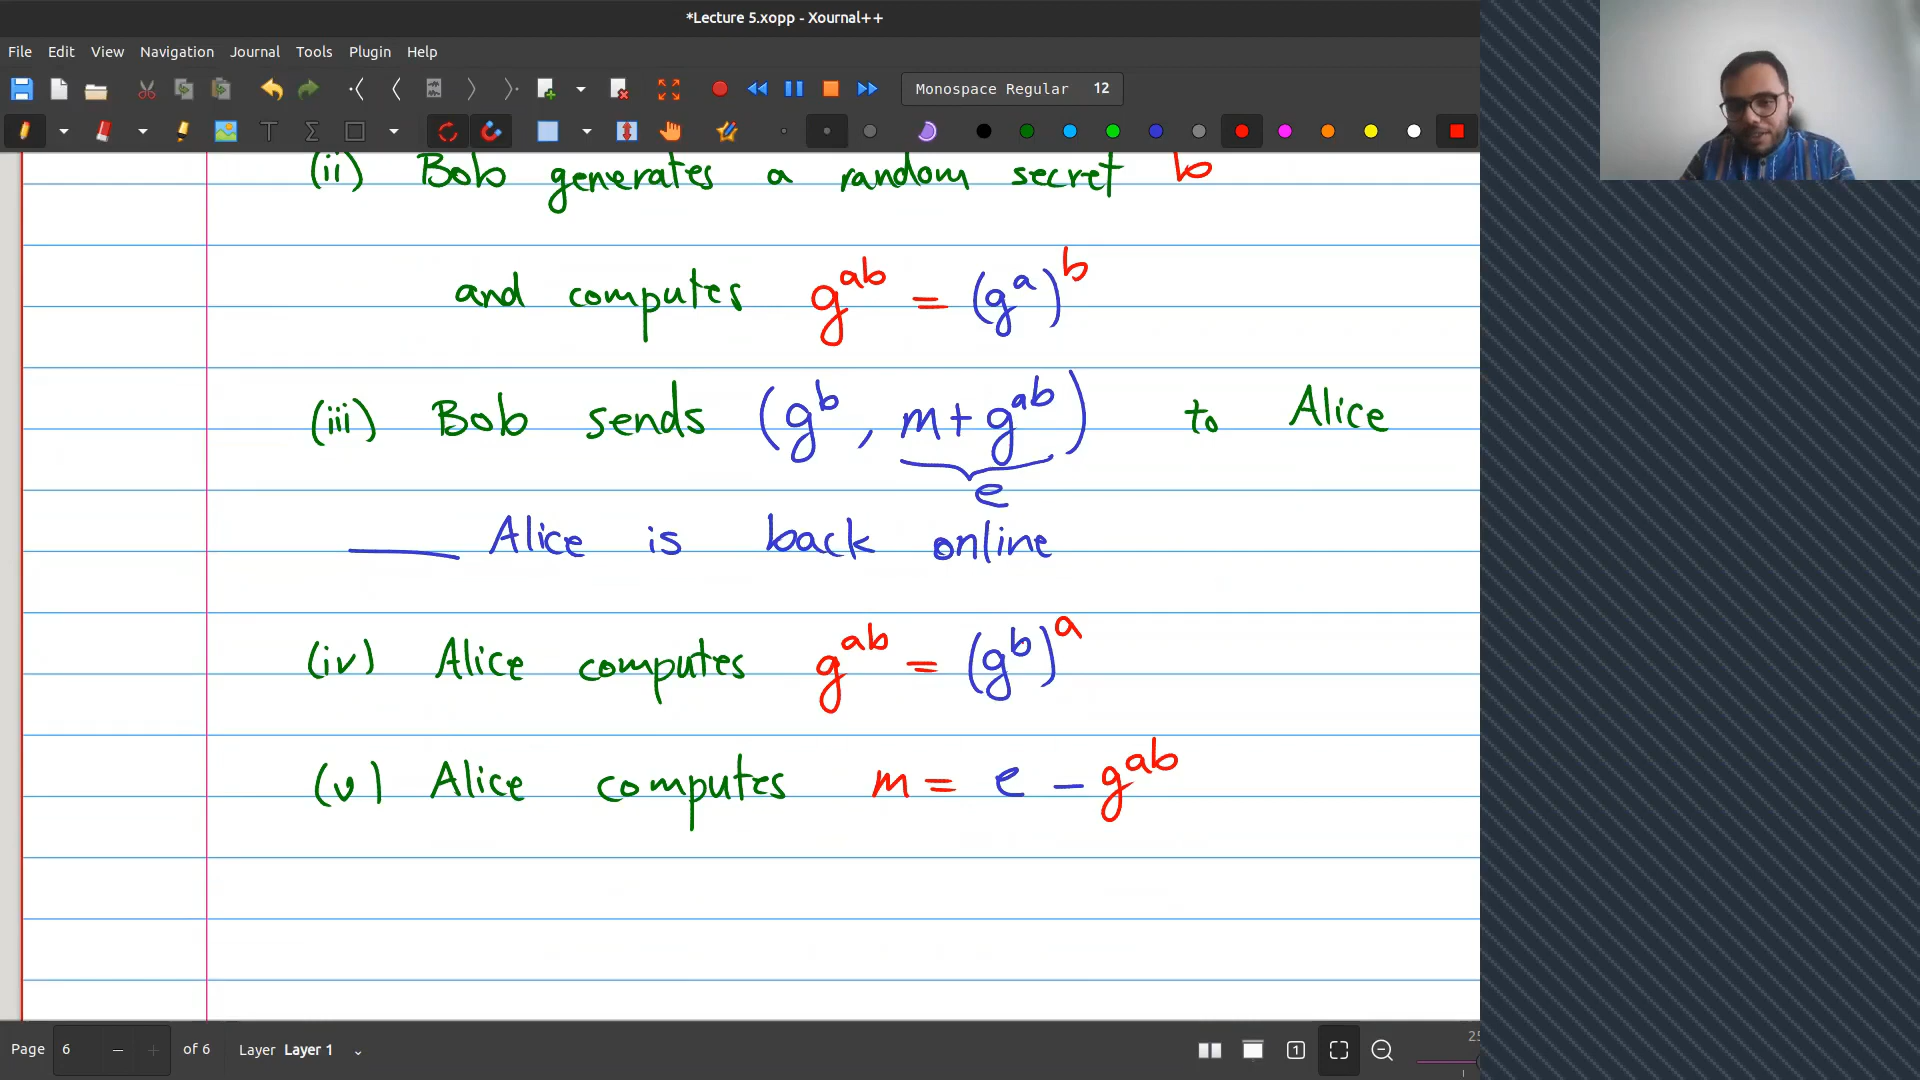 *Lecture 5.xopp - Xournal++
File Edit View Navigation Journal Tools Plugin Help
Monospace Regular 12
(ii) Bob generates a random secret b
and computes g^ab = (g^a)^b
(iii) Bob sends (g^b, m+g^ab) to Alice
e
Alice is back online
(iv) Alice computes g^ab = (g^b)^a
(v) Alice computes m = e - g^ab
Page 6 of 6 Layer Layer 1